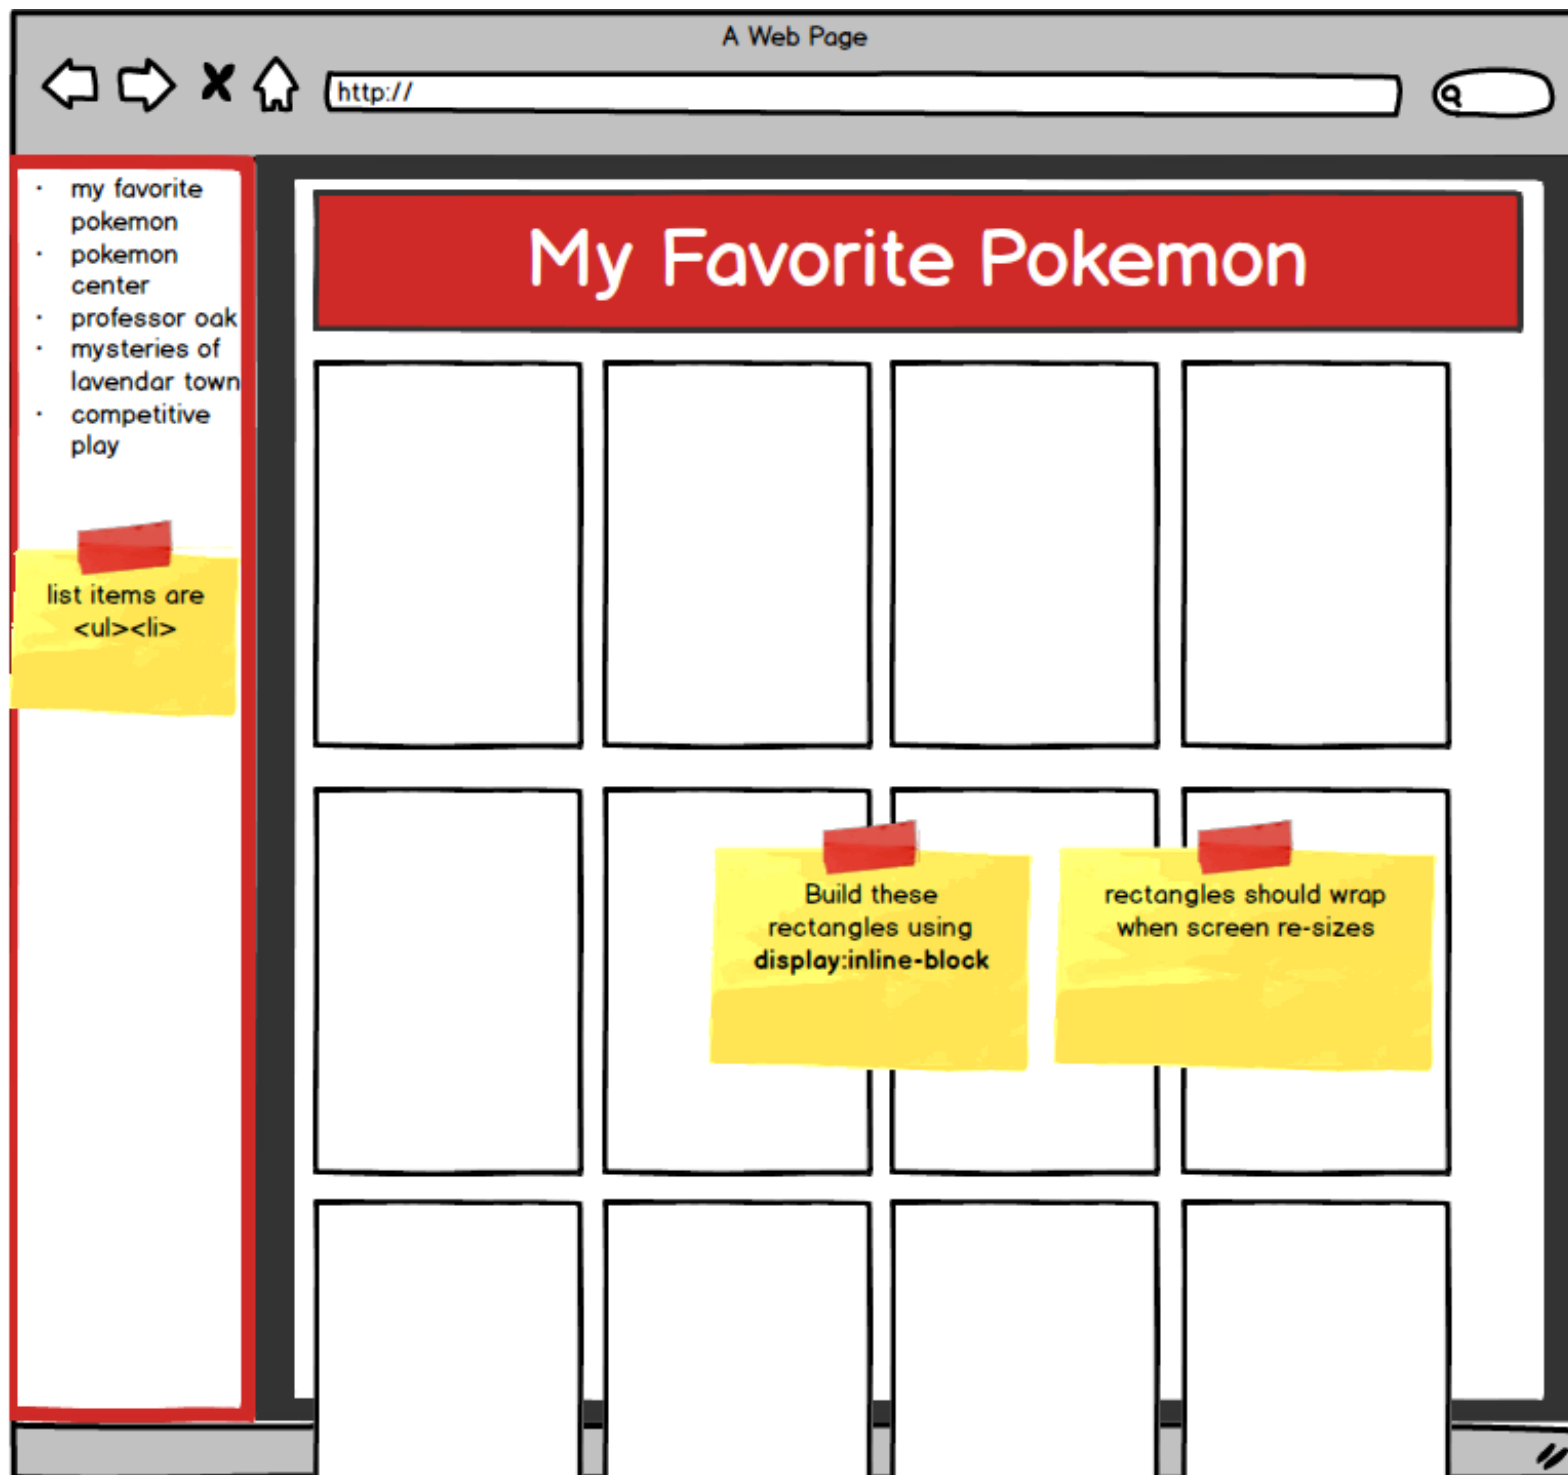 A Web Page
http://
· my favorite
pokemon
· pokemon
center
· professor oak
· mysteries of
lavendar town
· competitive
play
list items are
<ul><li>
My Favorite Pokemon
Build these
rectangles using
display:inline-block
rectangles should wrap
when screen re-sizes